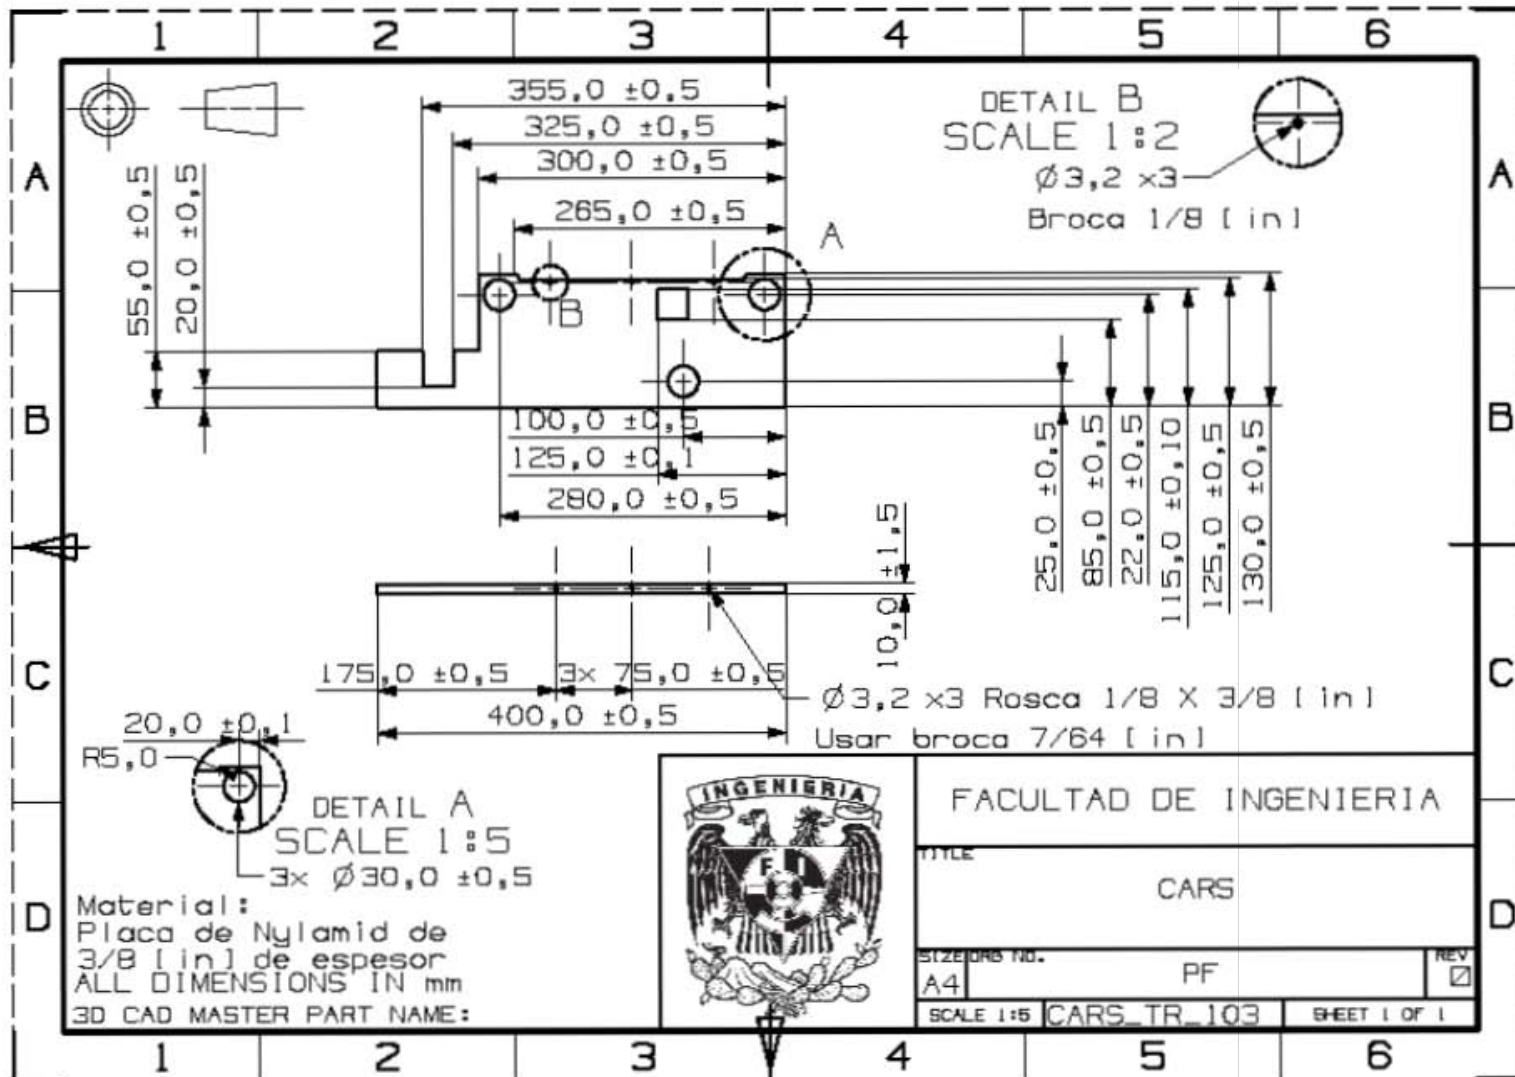 1 2 3 4 5 6
A
A
B
B
C
C
D
D
355,0 ±0,5
325,0 ±0,5
300,0 ±0,5
265,0 ±0,5
55,0 ±0,5
20,0 ±0,5
A
B
DETAIL B
SCALE 1:2
Ø3,2 x3
Broca 1/8 [in]
100,0 ±0,5
125,0 ±0,1
280,0 ±0,5
25,0 ±0,5
85,0 ±0,5
22,0 ±0,5
115,0 ±0,10
125,0 ±0,5
130,0 ±0,5
10,0 ±1,5
175,0 ±0,5
3x 75,0 ±0,5
400,0 ±0,5
Ø3,2 x3 Rosca 1/8 X 3/8 [in]
Usar broca 7/64 [in]
20,0 ±0,1
R5,0
DETAIL A
SCALE 1:5
3x Ø30,0 ±0,5
Material:
Placa de Nylamid de
3/8 [in] de espesor
ALL DIMENSIONS IN mm
3D CAD MASTER PART NAME:
INGENIERIA
F I
FACULTAD DE INGENIERIA
TITLE
CARS
SIZE
A4
DRG NO.
PF
REV
SCALE 1:5
CARS_TR_103
SHEET 1 OF 1
1 2 3 4 5 6